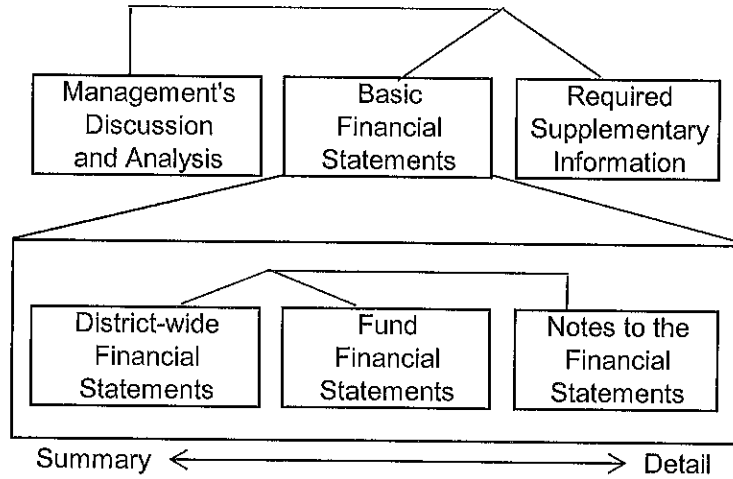 Management's
Discussion
and Analysis
Basic
Financial
Statements
Required
Supplementary
Information
District-wide
Financial
Statements
Fund
Financial
Statements
Notes to the
Financial
Statements
Summary
Detail